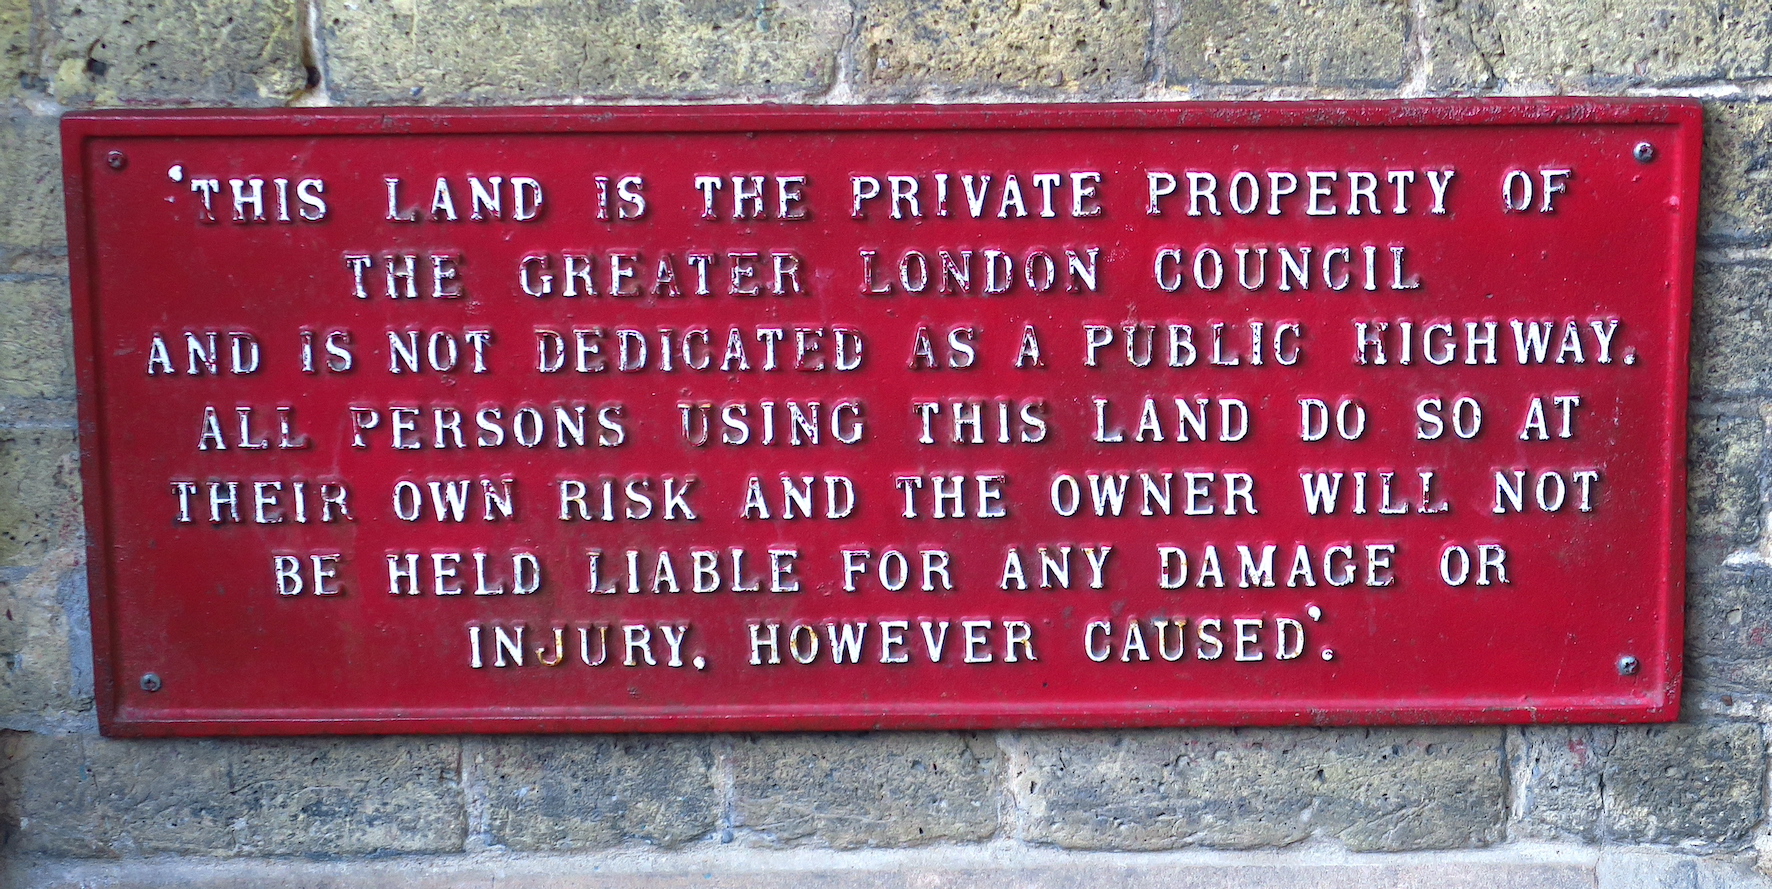 'THIS LAND IS THE PRIVATE PROPERTY OF
THE GREATER LONDON COUNCIL
AND IS NOT DEDICATED AS A PUBLIC HIGHWAY.
ALL PERSONS USING THIS LAND DO SO AT
THEIR OWN RISK AND THE OWNER WILL NOT
BE HELD LIABLE FOR ANY DAMAGE OR
INJURY, HOWEVER CAUSED'.